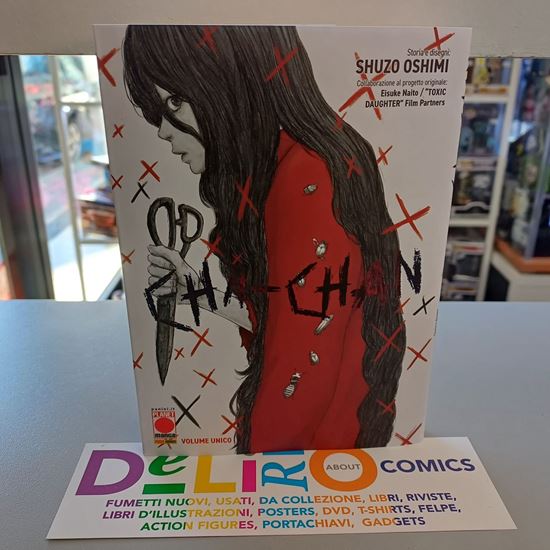 Storia e disegni:
SHUZO OSHIMI
Collaborazione al progetto originale:
Eisuke Naito / "TOXIC
DAUGHTER" Film Partners
CHA-CHAN
PLANET
manga
VOLUME UNICO
DeLiRiO ABOUT COMICS
FUMETTI NUOVI, USATI, DA COLLEZIONE, LIBRI, RIVISTE,
LIBRI D'ILLUSTRAZIONI, POSTERS, DVD, T-SHIRTS, FELPE,
ACTION FIGURES, PORTACHIAVI, GADGETS